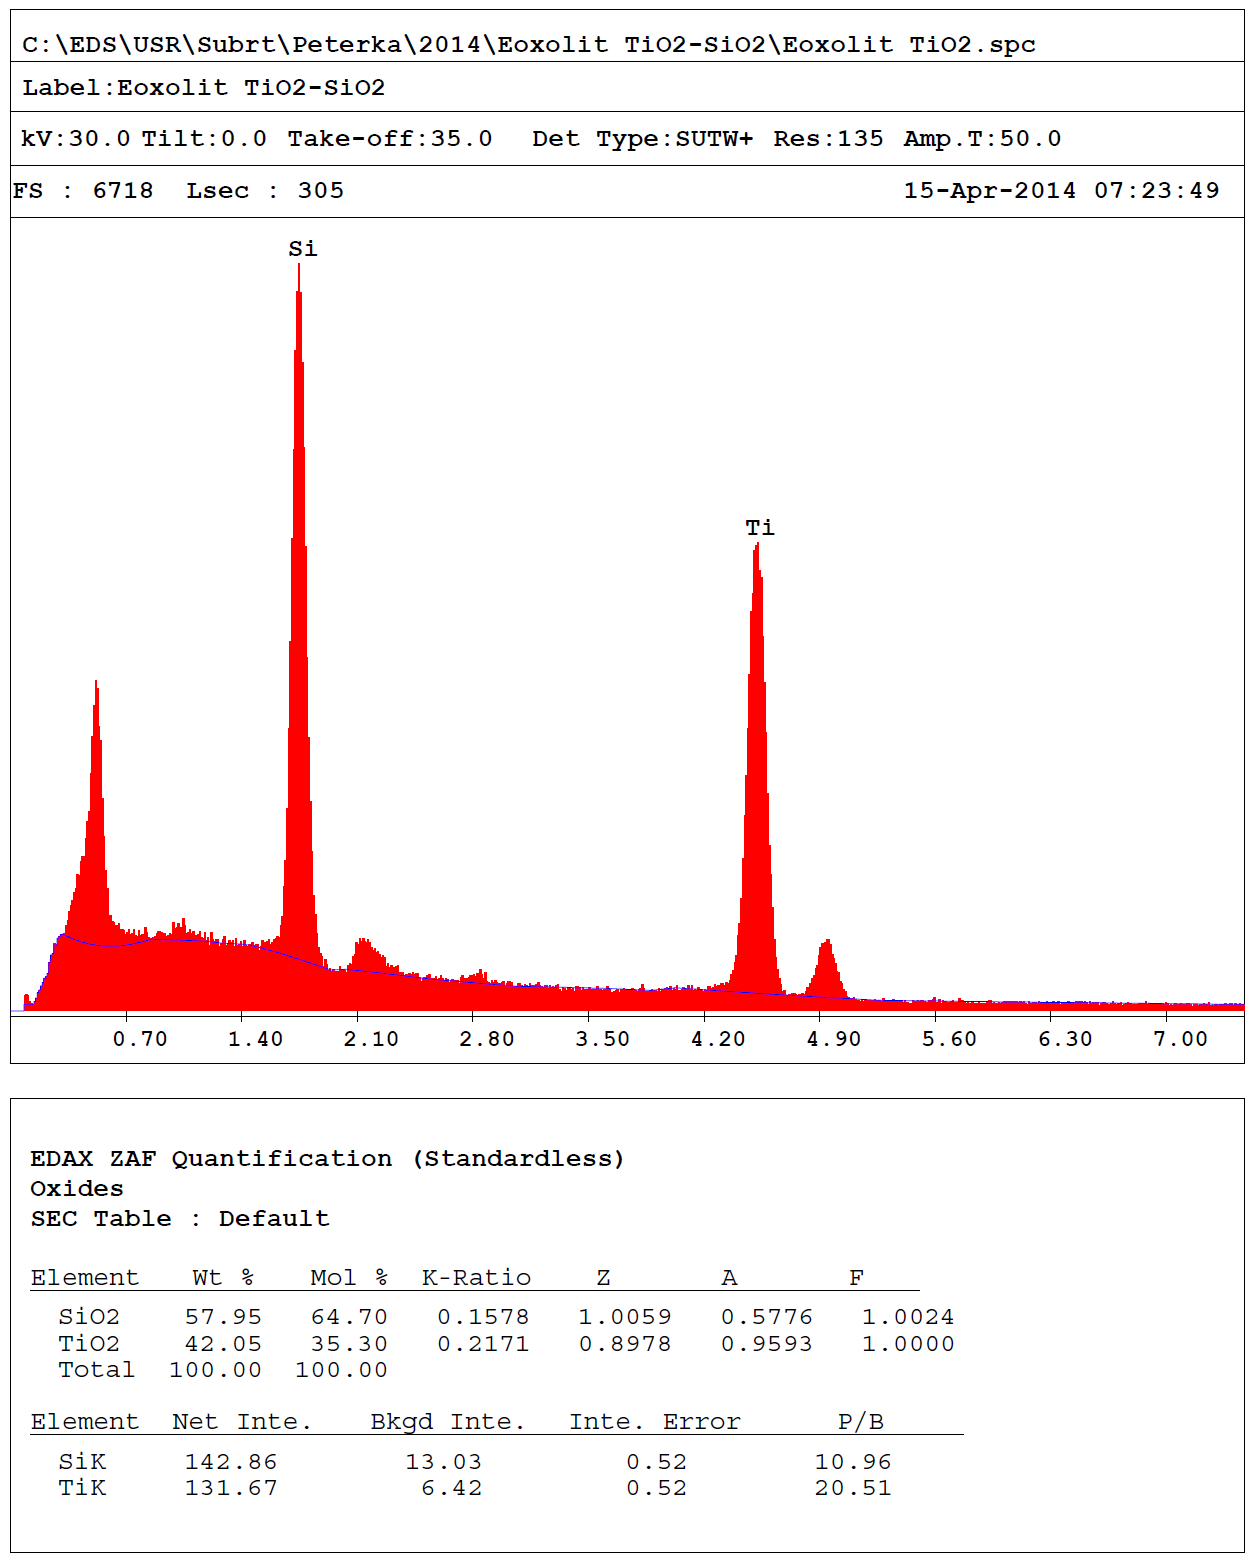 C:\EDS\USR\Subrt\Peterka\2014\Eoxolit TiO2-SiO2\Eoxolit TiO2.spc
Label:Eoxolit TiO2-SiO2
kV:30.0 Tilt:0.0 Take-off:35.0 Det Type:SUTW+ Res:135 Amp.T:50.0
FS : 6718 Lsec : 305 15-Apr-2014 07:23:49
Si
Ti
0.70 1.40 2.10 2.80 3.50 4.20 4.90 5.60 6.30 7.00
EDAX ZAF Quantification (Standardless)
Oxides
SEC Table : Default
Element Wt % Mol % K-Ratio Z A F
SiO2 57.95 64.70 0.1578 1.0059 0.5776 1.0024
TiO2 42.05 35.30 0.2171 0.8978 0.9593 1.0000
Total 100.00 100.00
Element Net Inte. Bkgd Inte. Inte. Error P/B
SiK 142.86 13.03 0.52 10.96
TiK 131.67 6.42 0.52 20.51